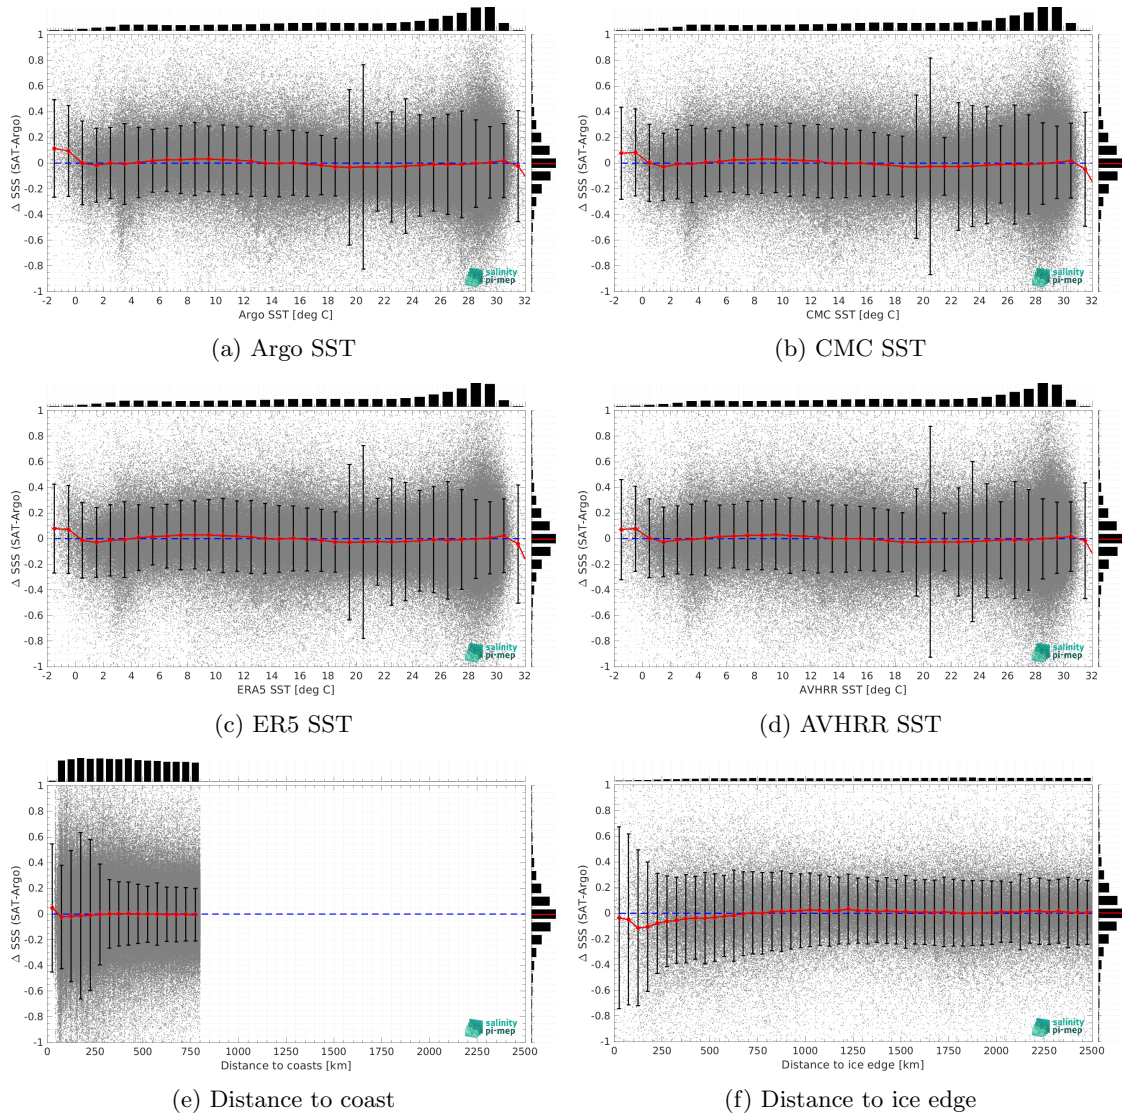 1
0.8
0.6
0.4
0.2
0
-0.2
-0.4
-0.6
-0.8
-1
Δ SSS (SAT-Argo)
-2 0 2 4 6 8 10 12 14 16 18 20 22 24 26 28 30 32
Argo SST [deg C]
salinity
pi-mep
(a) Argo SST
1
0.8
0.6
0.4
0.2
0
-0.2
-0.4
-0.6
-0.8
-1
Δ SSS (SAT-Argo)
-2 0 2 4 6 8 10 12 14 16 18 20 22 24 26 28 30 32
CMC SST [deg C]
salinity
pi-mep
(b) CMC SST
1
0.8
0.6
0.4
0.2
0
-0.2
-0.4
-0.6
-0.8
-1
Δ SSS (SAT-Argo)
-2 0 2 4 6 8 10 12 14 16 18 20 22 24 26 28 30 32
ERA5 SST [deg C]
salinity
pi-mep
(c) ER5 SST
1
0.8
0.6
0.4
0.2
0
-0.2
-0.4
-0.6
-0.8
-1
Δ SSS (SAT-Argo)
-2 0 2 4 6 8 10 12 14 16 18 20 22 24 26 28 30 32
AVHRR SST [deg C]
salinity
pi-mep
(d) AVHRR SST
1
0.8
0.6
0.4
0.2
0
-0.2
-0.4
-0.6
-0.8
-1
Δ SSS (SAT-Argo)
0 250 500 750 1000 1250 1500 1750 2000 2250 2500
Distance to coasts [km]
salinity
pi-mep
(e) Distance to coast
1
0.8
0.6
0.4
0.2
0
-0.2
-0.4
-0.6
-0.8
-1
Δ SSS (SAT-Argo)
0 250 500 750 1000 1250 1500 1750 2000 2250 2500
Distance to ice edge [km]
salinity
pi-mep
(f) Distance to ice edge